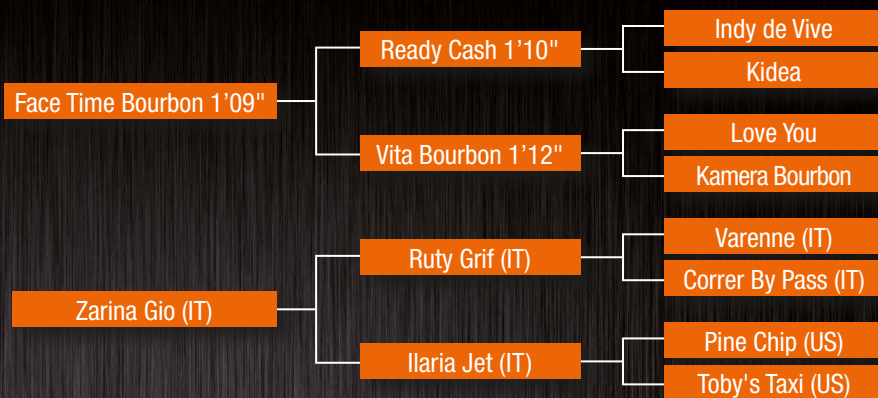 Indy de Vive
Ready Cash 1'10"
Kidea
Face Time Bourbon 1’09"
Love You
Vita Bourbon 1’12"
Kamera Bourbon
Varenne (IT)
Ruty Grif (IT)
Correr By Pass (IT)
Zarina Gio (IT)
Pine Chip (US)
Ilaria Jet (IT)
Toby's Taxi (US)